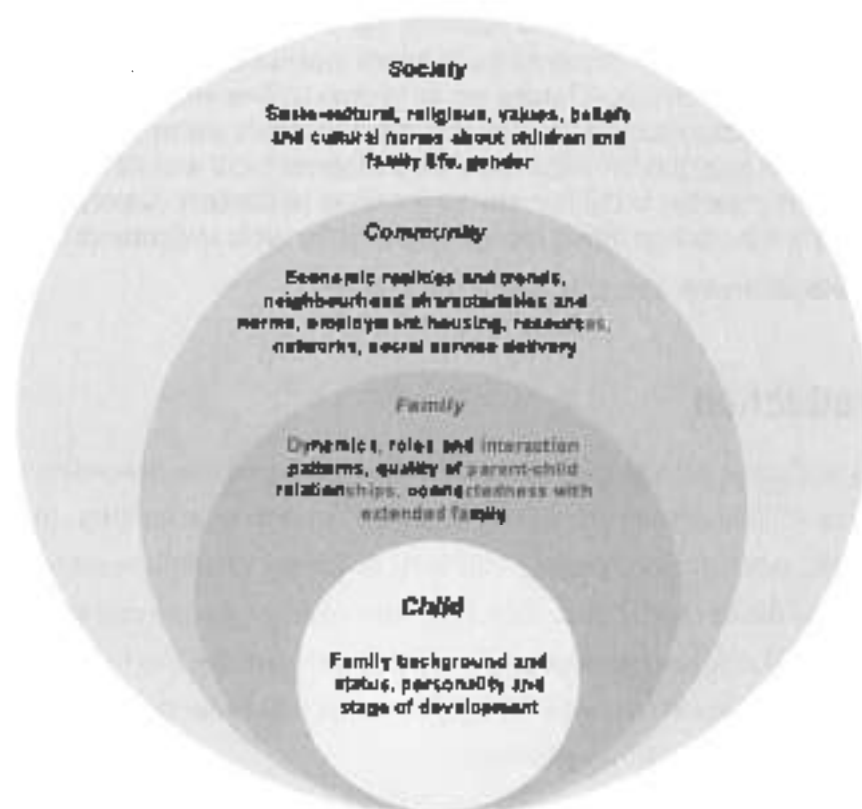 Society
Socio-cultural, religious, values, beliefs
and cultural norms about children and
family life, gender
Community
Economic realities and trends,
neighbourhood characteristics and
norms, employment housing, resources,
networks, social service delivery
Family
Dynamics, roles and interaction
patterns, quality of parent-child
relationships, connectedness with
extended family
Child
Family background and
status, personality and
stage of development